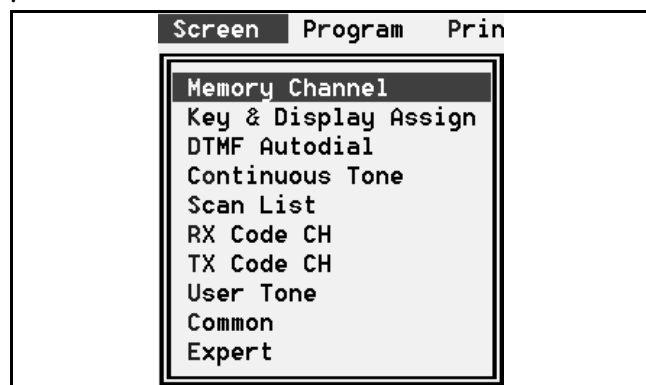 Screen Program Prin
Memory Channel
Key & Display Assign
DTMF Autodial
Continuous Tone
Scan List
RX Code CH
TX Code CH
User Tone
Common
Expert